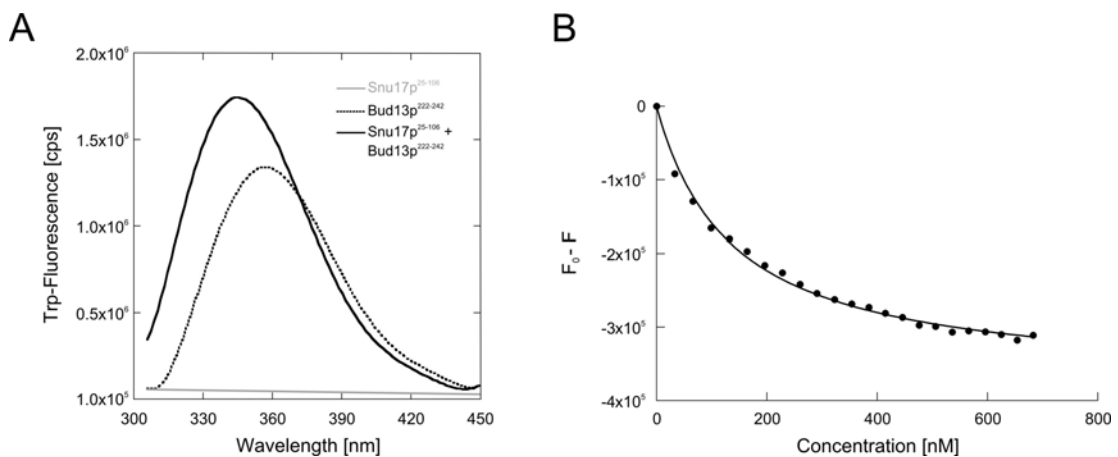 A
B
2.0x10⁶
1.5x10⁶
1.0x10⁶
0.5x10⁶
1.0x10⁵
Trp-Fluorescence [cps]
Snu17p²⁵⁻¹⁰⁶
Bud13p²²²⁻²⁴²
Snu17p²⁵⁻¹⁰⁶ +
Bud13p²²²⁻²⁴²
300 330 360 390 420 450
Wavelength [nm]
0
-1x10⁵
-2x10⁵
-3x10⁵
-4x10⁵
F₀ - F
0 200 400 600 800
Concentration [nM]